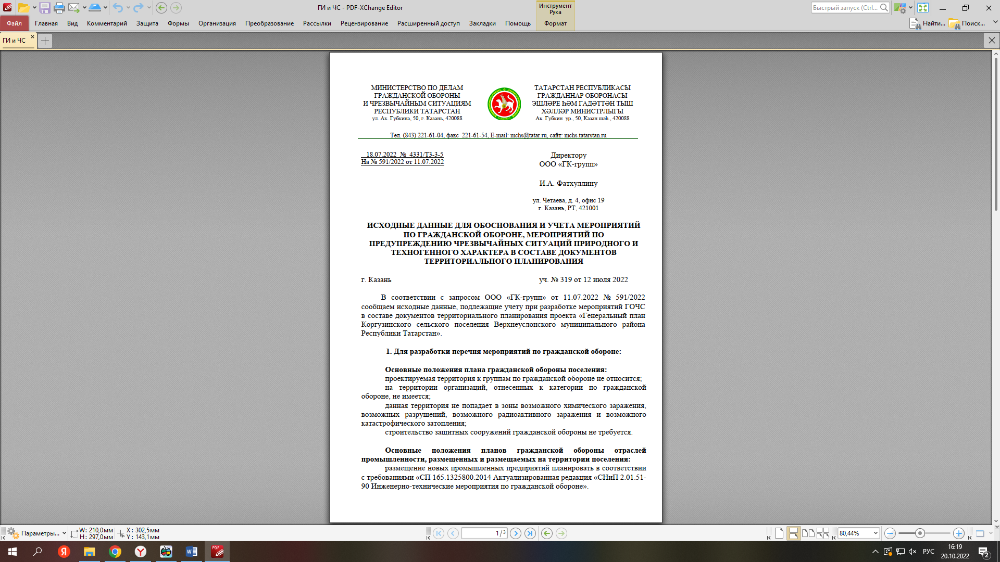 ГИ и ЧС - PDF-XChange Editor
Инструмент
Рука
Быстрый запуск (Ctrl...
Файл Главная Вид Комментарий Защита Формы Организация Преобразование Рассылки Рецензирование Расширенный доступ Закладки Помощь Формат
Найти... Поиск...
ГИ и ЧС
МИНИСТЕРСТВО ПО ДЕЛАМ
ГРАЖДАНСКОЙ ОБОРОНЫ
И ЧРЕЗВЫЧАЙНЫМ СИТУАЦИЯМ
РЕСПУБЛИКИ ТАТАРСТАН
ул. Ак. Губкина, 50, г. Казань, 420088
ТАТАРСТАН РЕСПУБЛИКАСЫ
ГРАЖДАННАР ОБОРОНАСЫ
ЭШЛӘРЕ ҺӘМ ГАДӘТТӘН ТЫШ
ХӘЛЛӘР МИНИСТРЛЫГЫ
Ак. Губкин ур., 50, Казан шәһ., 420088
Тел. (843) 221-61-04, факс 221-61-54, E-mail: mchs@tatar.ru, сайт: mchs.tatarstan.ru
18.07.2022 № 4331/ТЗ-3-5
На № 591/2022 от 11.07.2022
Директору
ООО «ГК-групп»
И.А. Фатхуллину
ул. Четаева, д. 4, офис 19
г. Казань, РТ, 421001
ИСХОДНЫЕ ДАННЫЕ ДЛЯ ОБОСНОВАНИЯ И УЧЕТА МЕРОПРИЯТИЙ
ПО ГРАЖДАНСКОЙ ОБОРОНЕ, МЕРОПРИЯТИЙ ПО
ПРЕДУПРЕЖДЕНИЮ ЧРЕЗВЫЧАЙНЫХ СИТУАЦИЙ ПРИРОДНОГО И
ТЕХНОГЕННОГО ХАРАКТЕРА В СОСТАВЕ ДОКУМЕНТОВ
ТЕРРИТОРИАЛЬНОГО ПЛАНИРОВАНИЯ
г. Казань уч. № 319 от 12 июля 2022
В соответствии с запросом ООО «ГК-групп» от 11.07.2022 № 591/2022
сообщаем исходные данные, подлежащие учету при разработке мероприятий ГОЧС
в составе документов территориального планирования проекта «Генеральный план
Коргузинского сельского поселения Верхнеуслонского муниципального района
Республики Татарстан».
1. Для разработки перечня мероприятий по гражданской обороне:
Основные положения плана гражданской обороны поселения:
проектируемая территория к группам по гражданской обороне не относится;
на территории организаций, отнесенных к категории по гражданской
обороне, не имеется;
данная территория не попадает в зоны возможного химического заражения,
возможных разрушений, возможного радиоактивного заражения и возможного
катастрофического затопления;
строительство защитных сооружений гражданской обороны не требуется.
Основные положения планов гражданской обороны отраслей
промышленности, размещенных и размещаемых на территории поселения:
размещение новых промышленных предприятий планировать в соответствии
с требованиями «СП 165.1325800.2014 Актуализированная редакция «СНиП 2.01.51-
90 Инженерно-технические мероприятия по гражданской обороне».
Параметры...
W: 210,0мм
H: 297,0мм
X: 302,5мм
Y: 143,1мм
1/3
80,44%
РУС
16:19
20.10.2022
2